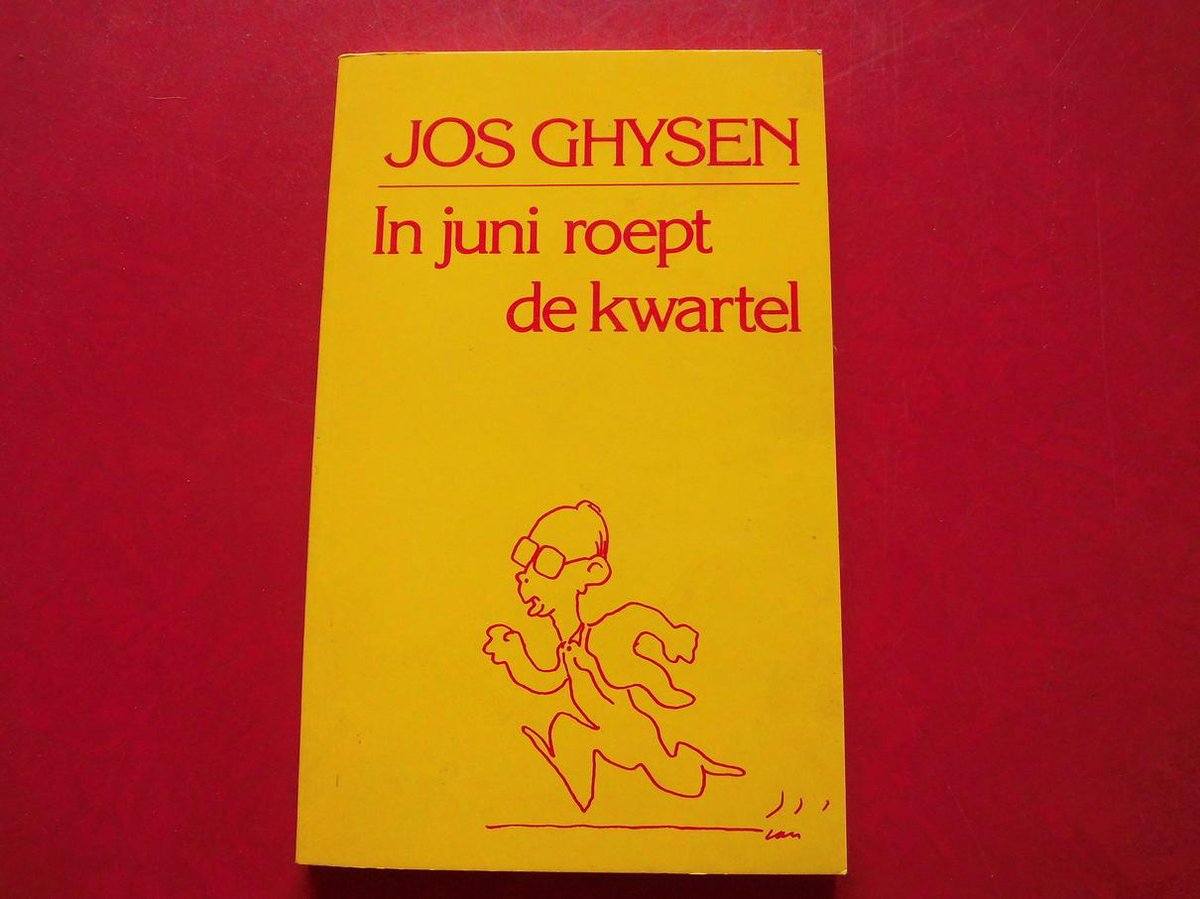 JOS GHYSEN
In juni roept
de kwartel